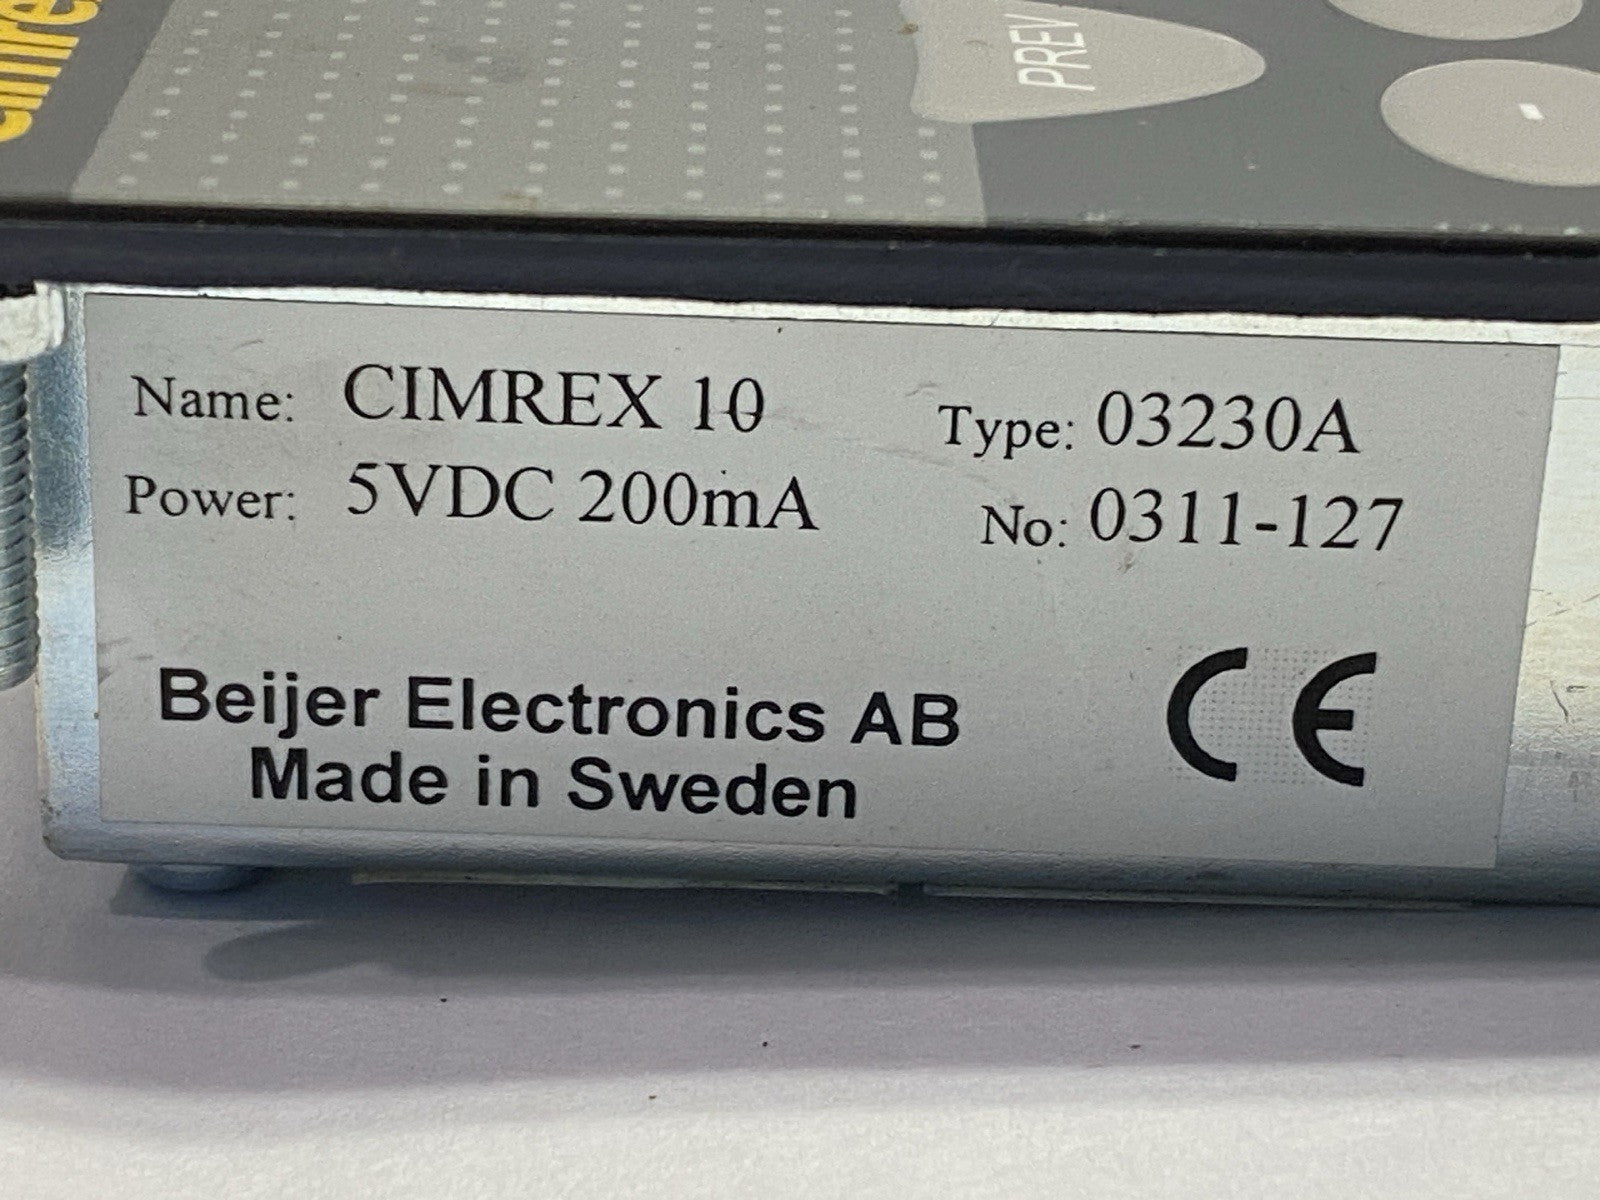 cimre
PREV
-
Name: CIMREX 10
Type: 03230A
Power: 5VDC 200mA
No: 0311-127
Beijer Electronics AB
Made in Sweden
CE